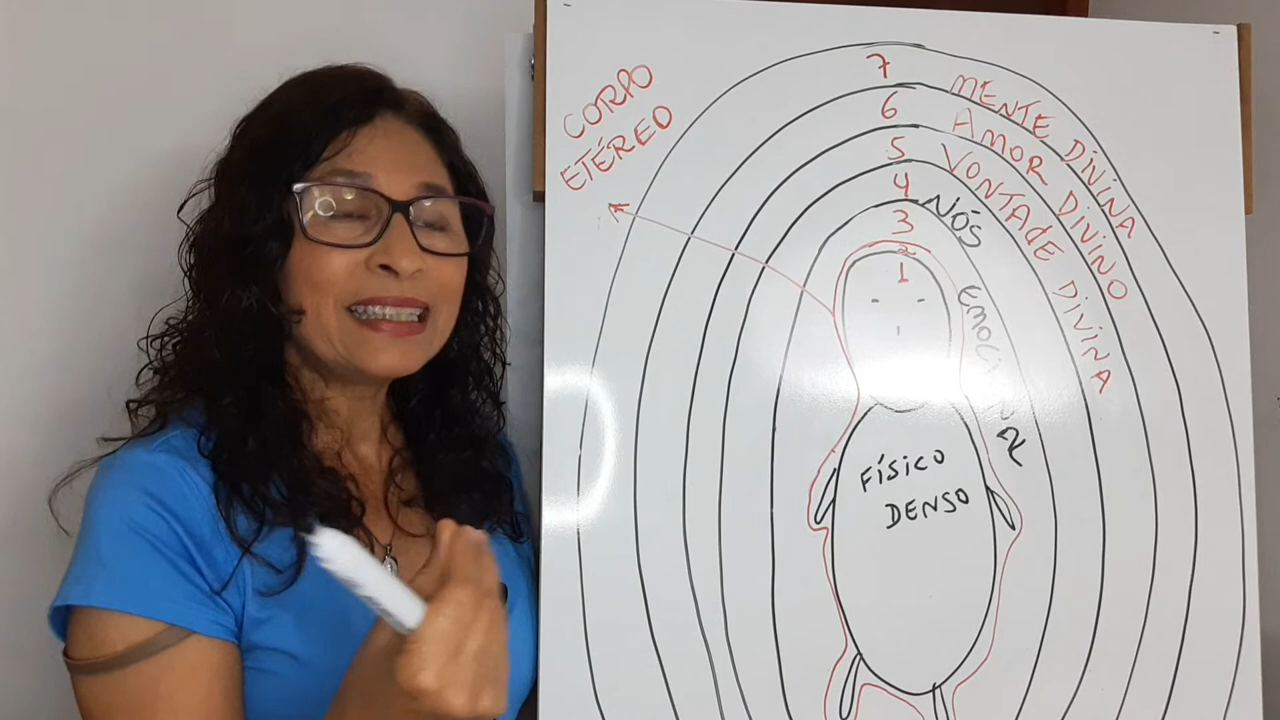 CORPO
ETÉREO
7 MENTE DIVINA
6 AMOR DIVINO
5 VONTADE DIVINA
4 NÓS
3
2
1
FÍSICO
DENSO